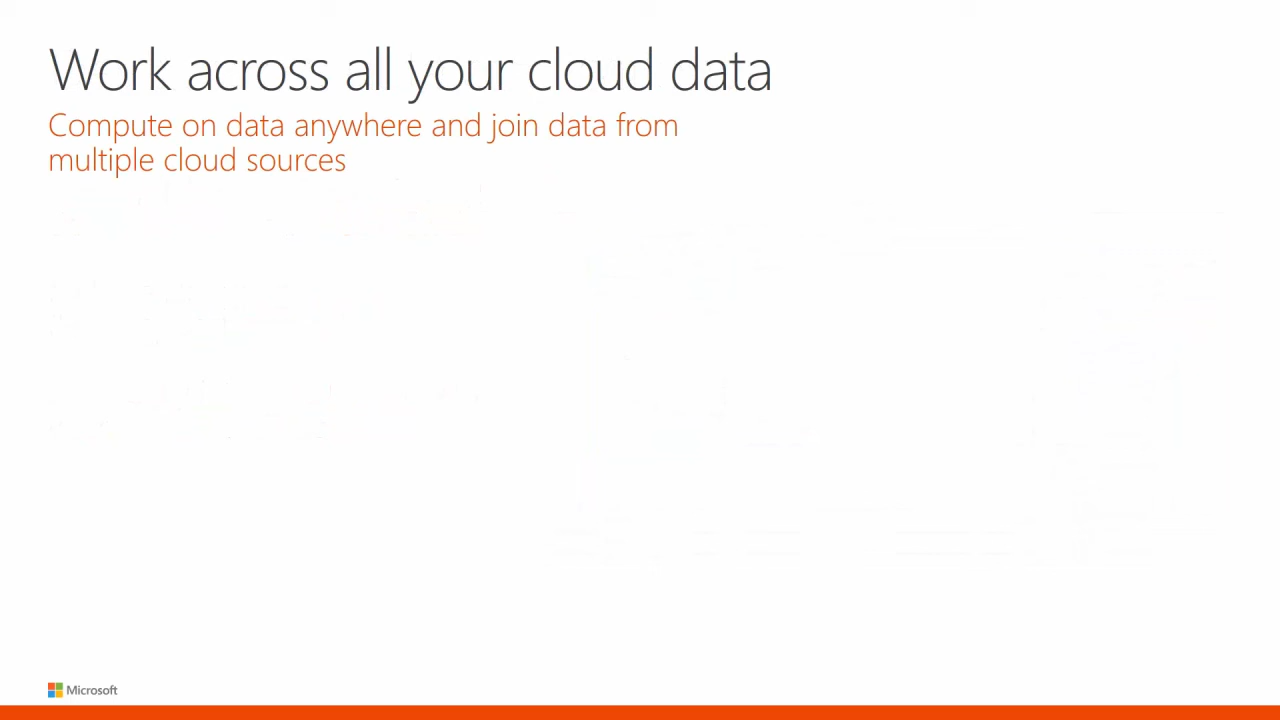 Work across all your cloud data
Compute on data anywhere and join data from
multiple cloud sources
Microsoft